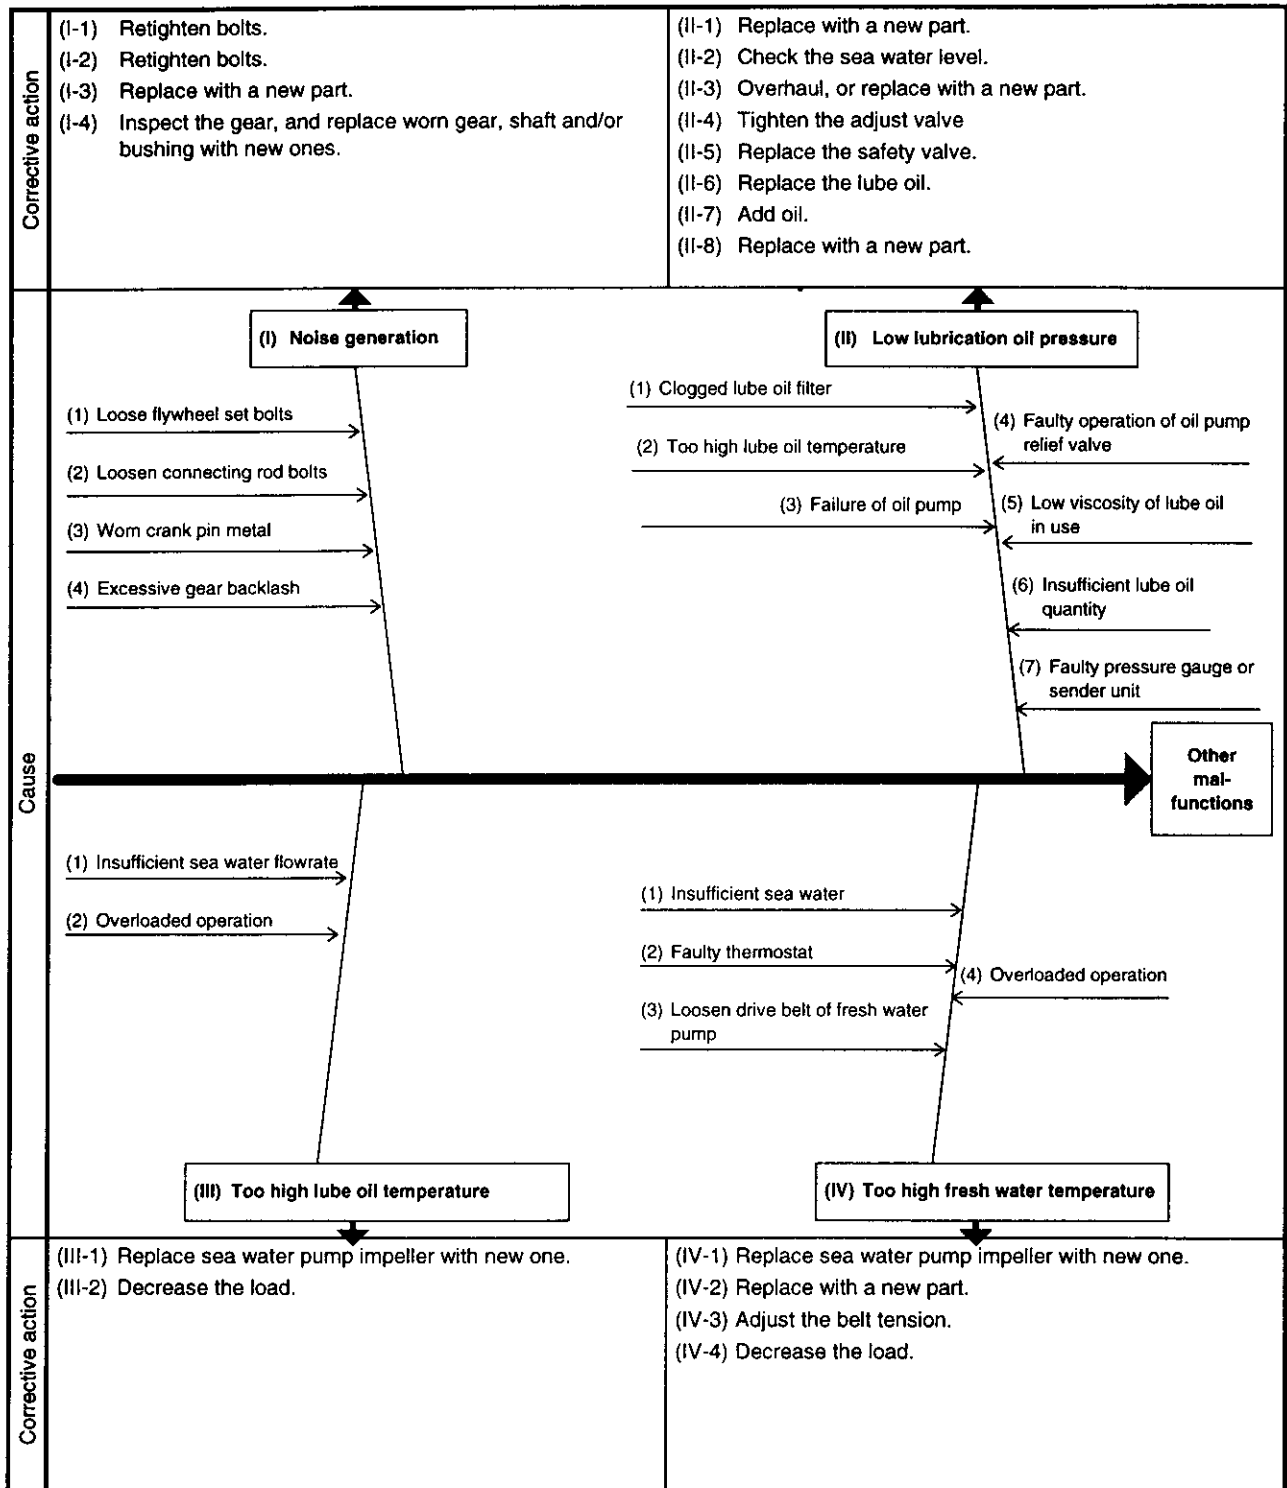 Corrective action
(I-1) Retighten bolts.
(I-2) Retighten bolts.
(I-3) Replace with a new part.
(I-4) Inspect the gear, and replace worn gear, shaft and/or
bushing with new ones.
(II-1) Replace with a new part.
(II-2) Check the sea water level.
(II-3) Overhaul, or replace with a new part.
(II-4) Tighten the adjust valve
(II-5) Replace the safety valve.
(II-6) Replace the lube oil.
(II-7) Add oil.
(II-8) Replace with a new part.
Cause
(I) Noise generation
(1) Loose flywheel set bolts
(2) Loosen connecting rod bolts
(3) Worn crank pin metal
(4) Excessive gear backlash
(II) Low lubrication oil pressure
(1) Clogged lube oil filter
(2) Too high lube oil temperature
(3) Failure of oil pump
(4) Faulty operation of oil pump
relief valve
(5) Low viscosity of lube oil
in use
(6) Insufficient lube oil
quantity
(7) Faulty pressure gauge or
sender unit
Other
mal-
functions
(1) Insufficient sea water flowrate
(2) Overloaded operation
(III) Too high lube oil temperature
(1) Insufficient sea water
(2) Faulty thermostat
(3) Loosen drive belt of fresh water
pump
(4) Overloaded operation
(IV) Too high fresh water temperature
Corrective action
(III-1) Replace sea water pump impeller with new one.
(III-2) Decrease the load.
(IV-1) Replace sea water pump impeller with new one.
(IV-2) Replace with a new part.
(IV-3) Adjust the belt tension.
(IV-4) Decrease the load.